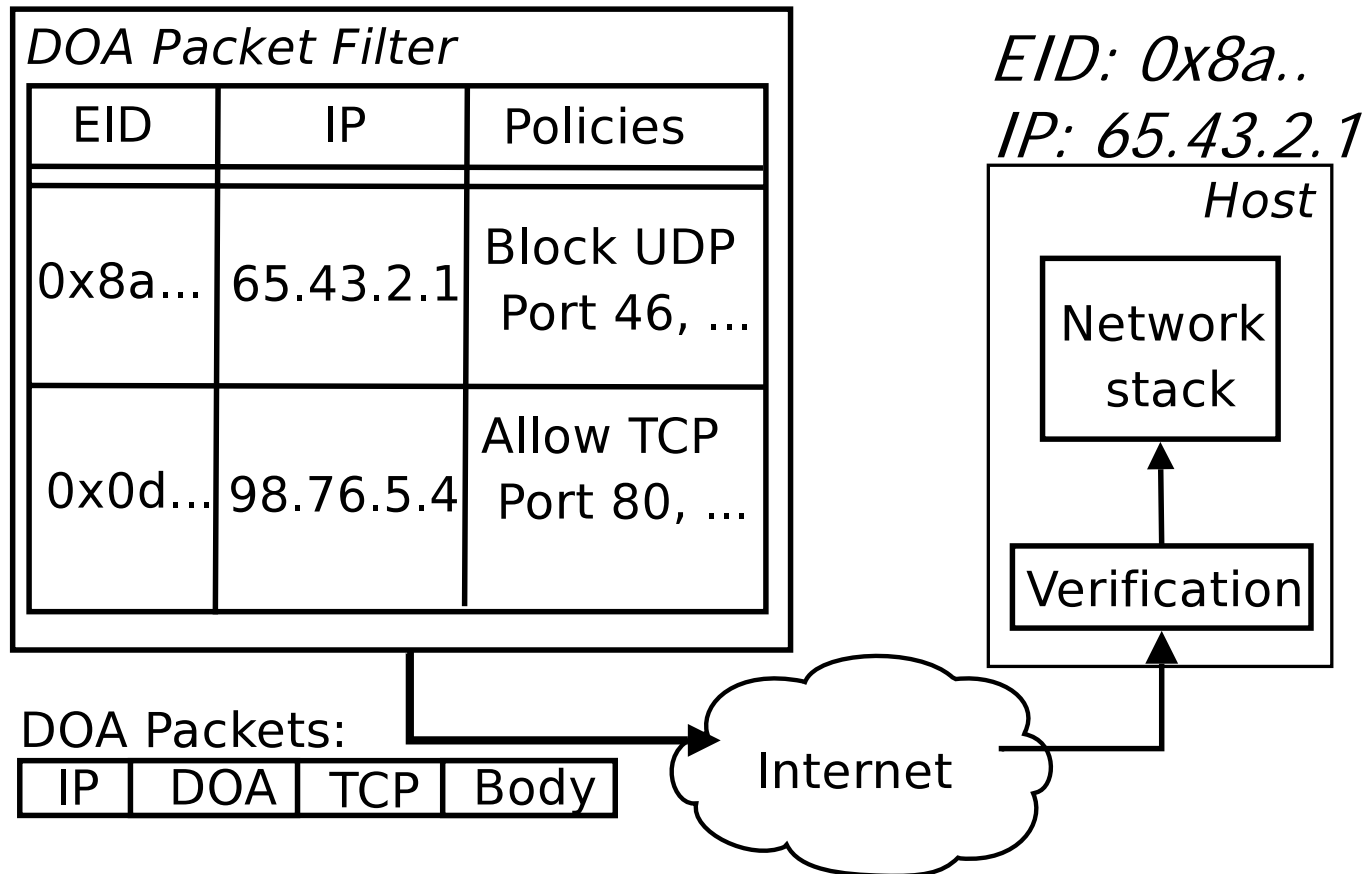 DOA Packet Filter
EID IP Policies
0x8a... 65.43.2.1 Block UDP
Port 46, ...
0x0d... 98.76.5.4 Allow TCP
Port 80, ...
EID: 0x8a..
IP: 65.43.2.1
Host
Network
stack
Verification
DOA Packets:
IP DOA TCP Body
Internet